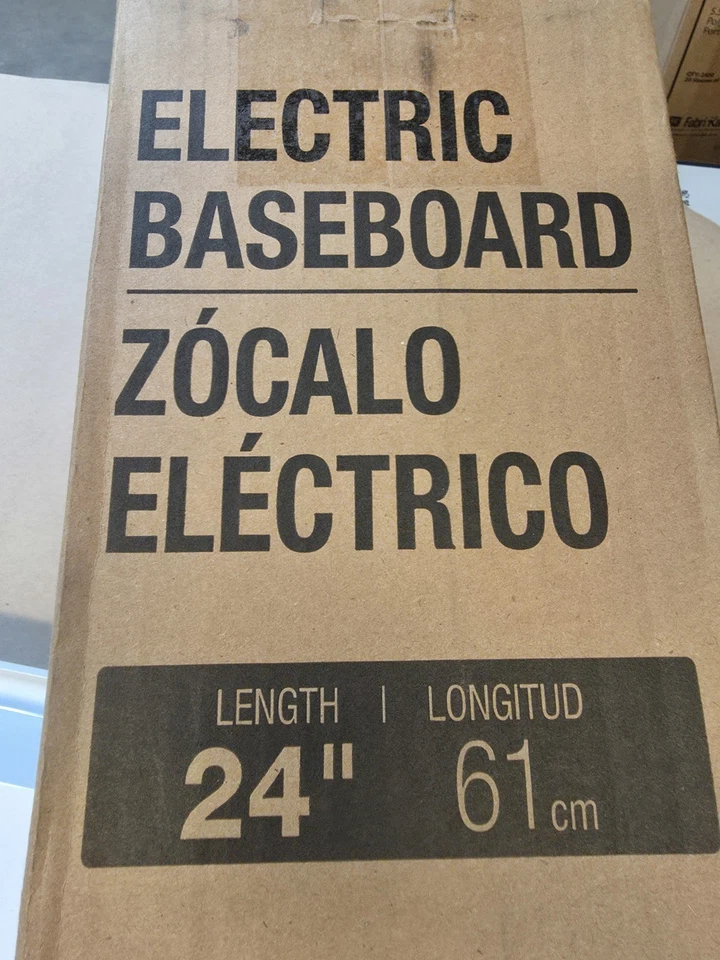 ELECTRIC
BASEBOARD
ZÓCALO
ELÉCTRICO
LENGTH | LONGITUD
24" 61 cm